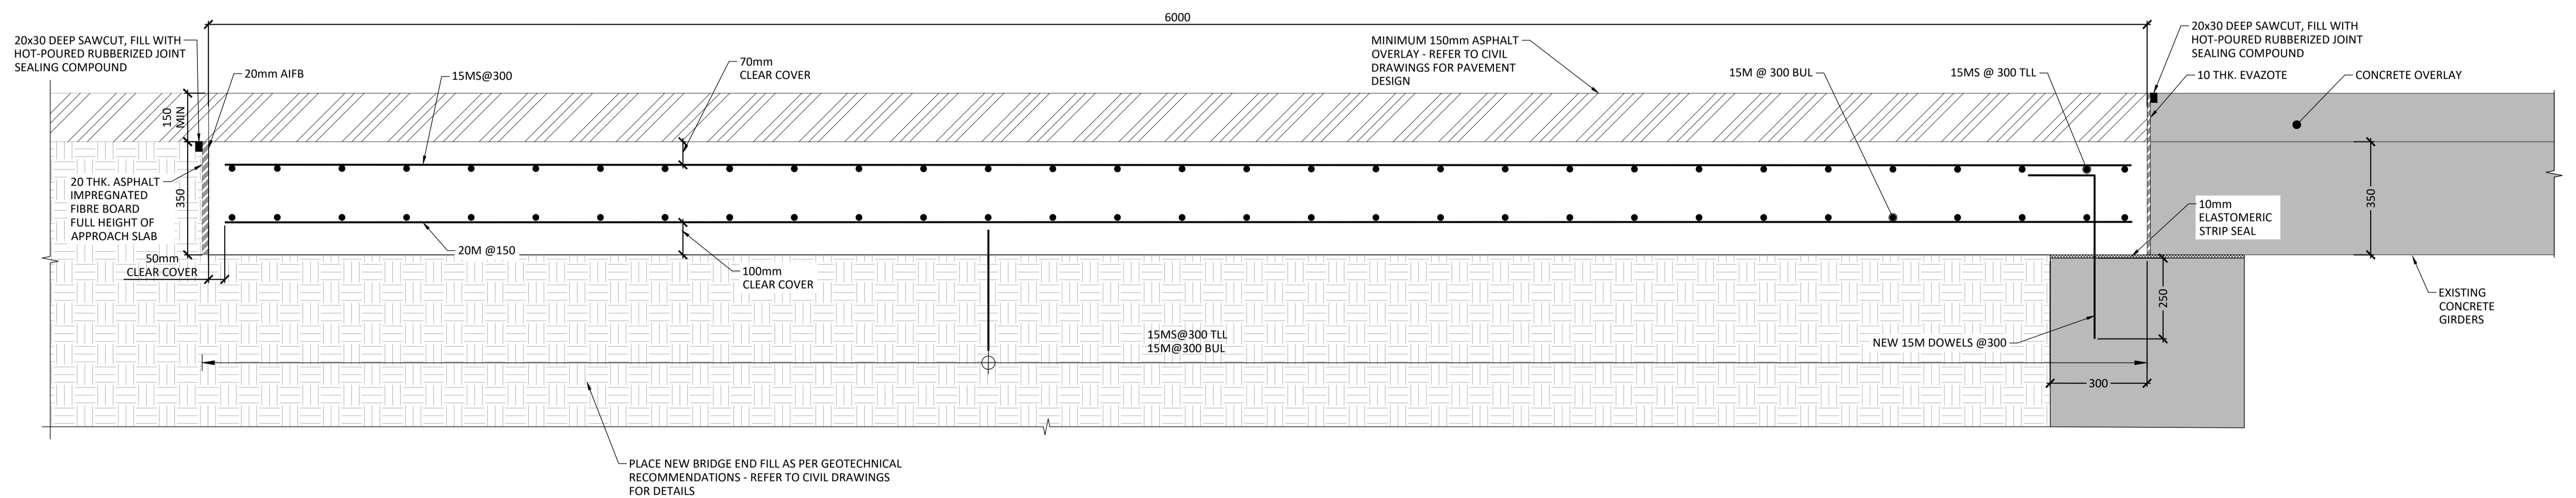 6000
20x30 DEEP SAWCUT, FILL WITH
HOT-POURED RUBBERIZED JOINT
SEALING COMPOUND
20mm AIFB
15MS@300
70mm
CLEAR COVER
MINIMUM 150mm ASPHALT
OVERLAY - REFER TO CIVIL
DRAWINGS FOR PAVEMENT
DESIGN
15M @ 300 BUL
15MS @ 300 TLL
20x30 DEEP SAWCUT, FILL WITH
HOT-POURED RUBBERIZED JOINT
SEALING COMPOUND
10 THK. EVAZOTE
CONCRETE OVERLAY
150
MIN
350
20 THK. ASPHALT
IMPREGNATED
FIBRE BOARD
FULL HEIGHT OF
APPROACH SLAB
50mm
CLEAR COVER
20M @150
100mm
CLEAR COVER
350
10mm
ELASTOMERIC
STRIP SEAL
250
EXISTING
CONCRETE
GIRDERS
15MS@300 TLL
15M@300 BUL
NEW 15M DOWELS @300
300
PLACE NEW BRIDGE END FILL AS PER GEOTECHNICAL
RECOMMENDATIONS - REFER TO CIVIL DRAWINGS
FOR DETAILS